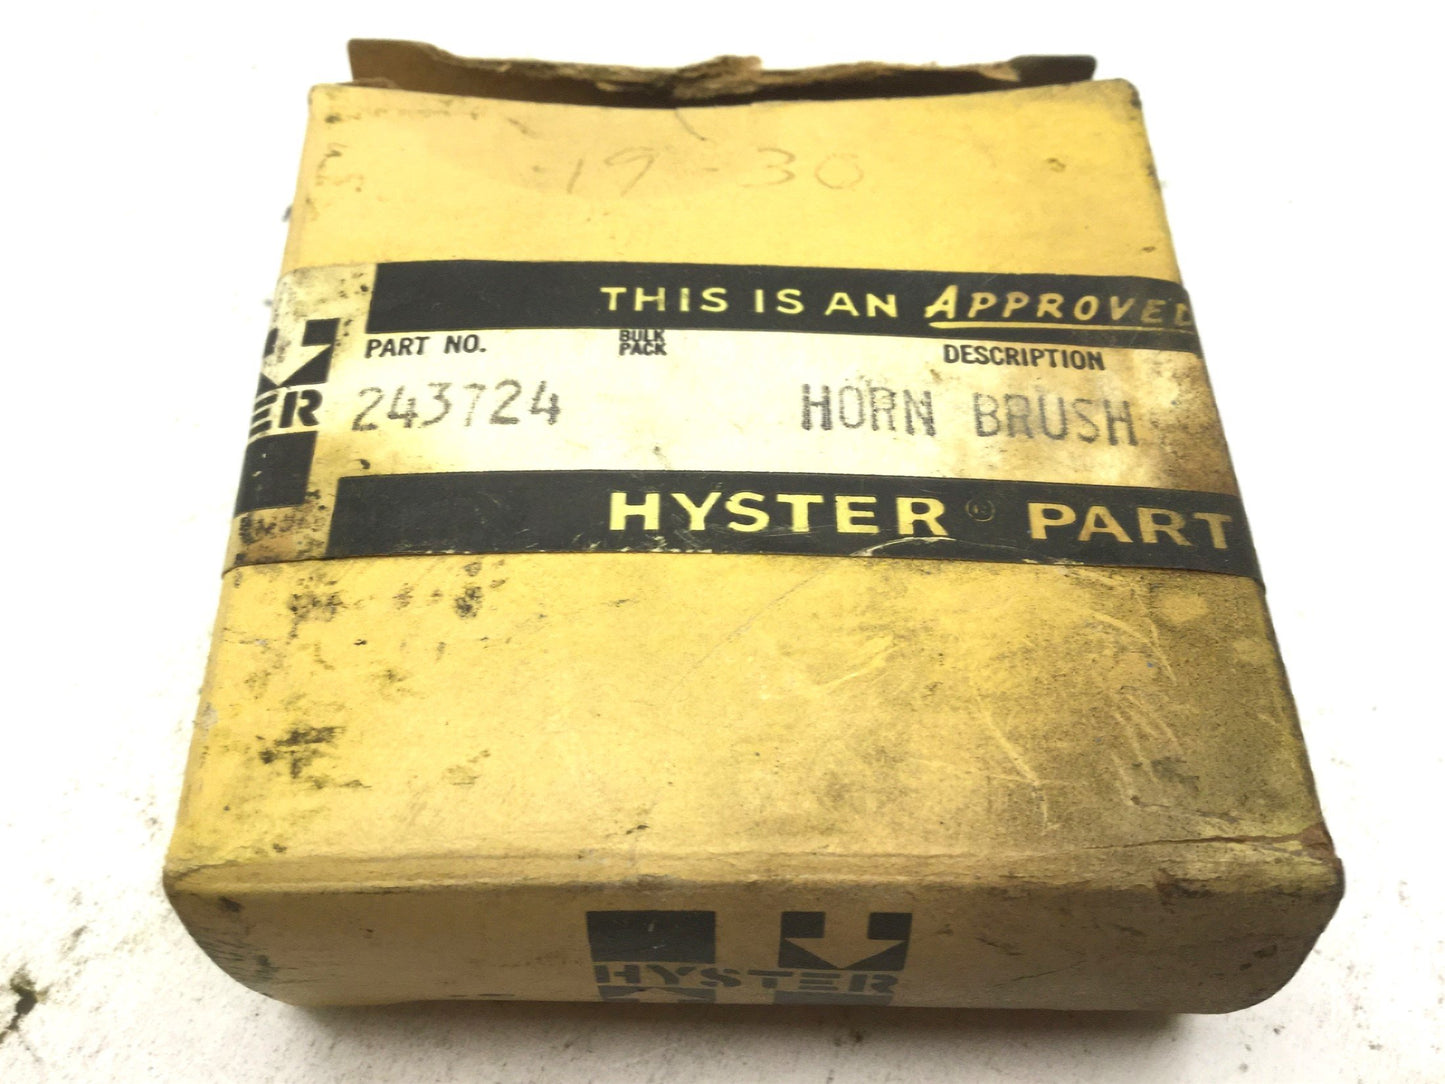 19-30
THIS IS AN APPROVED
PART NO. BULK PACK DESCRIPTION
ER 243724 HORN BRUSH
HYSTER® PART
HYSTER